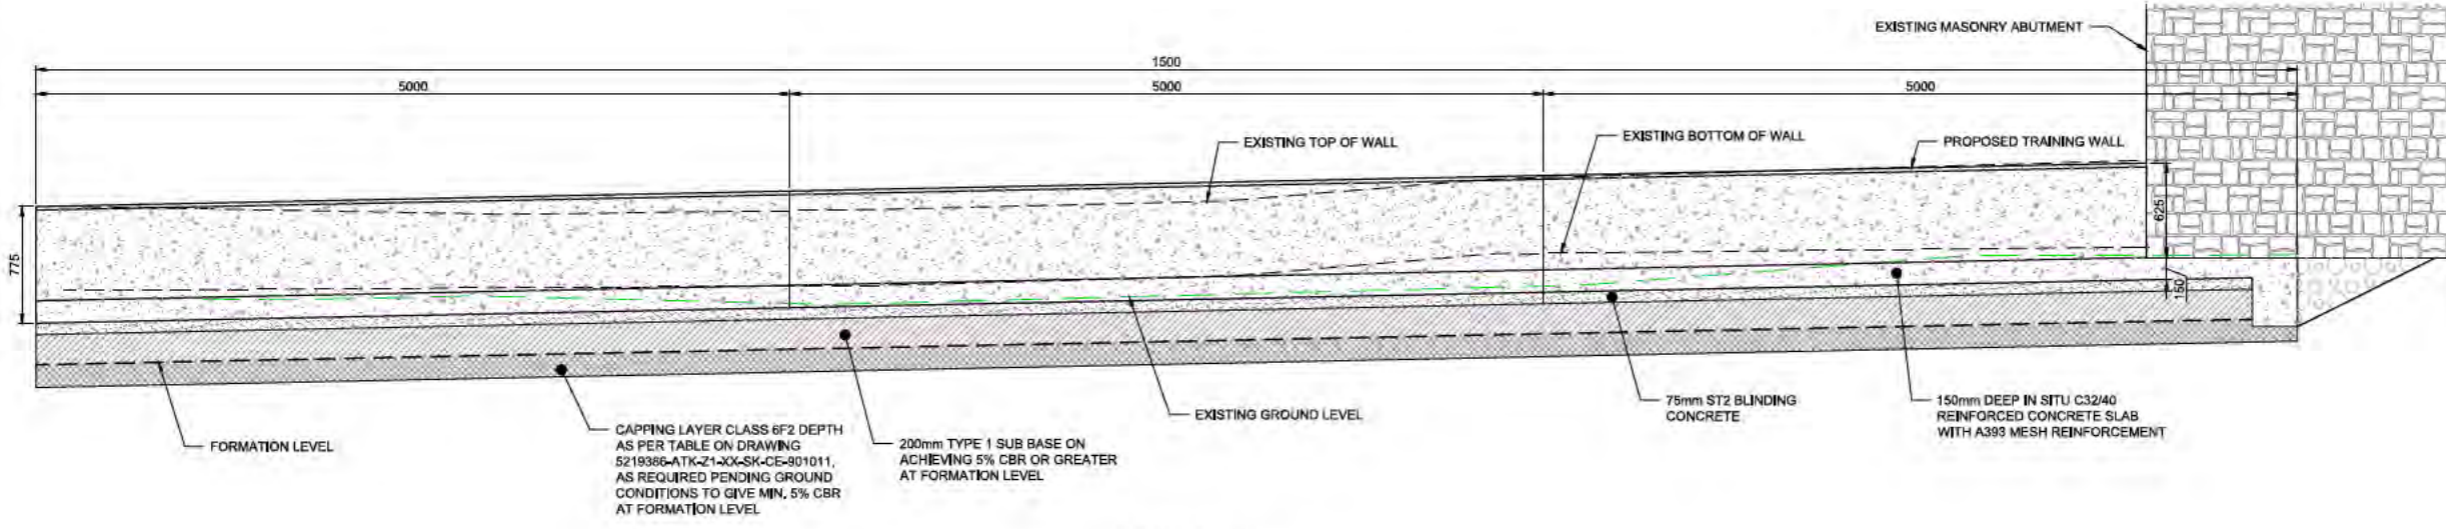 EXISTING MASONRY ABUTMENT
1500
5000
5000
5000
EXISTING TOP OF WALL
EXISTING BOTTOM OF WALL
PROPOSED TRAINING WALL
775
625
150
FORMATION LEVEL
CAPPING LAYER CLASS 6F2 DEPTH
AS PER TABLE ON DRAWING
5219386-ATK-Z1-XX-SK-CE-901011,
AS REQUIRED PENDING GROUND
CONDITIONS TO GIVE MIN. 5% CBR
AT FORMATION LEVEL
200mm TYPE 1 SUB BASE ON
ACHIEVING 5% CBR OR GREATER
AT FORMATION LEVEL
EXISTING GROUND LEVEL
75mm ST2 BLINDING
CONCRETE
150mm DEEP IN SITU C32/40
REINFORCED CONCRETE SLAB
WITH A393 MESH REINFORCEMENT